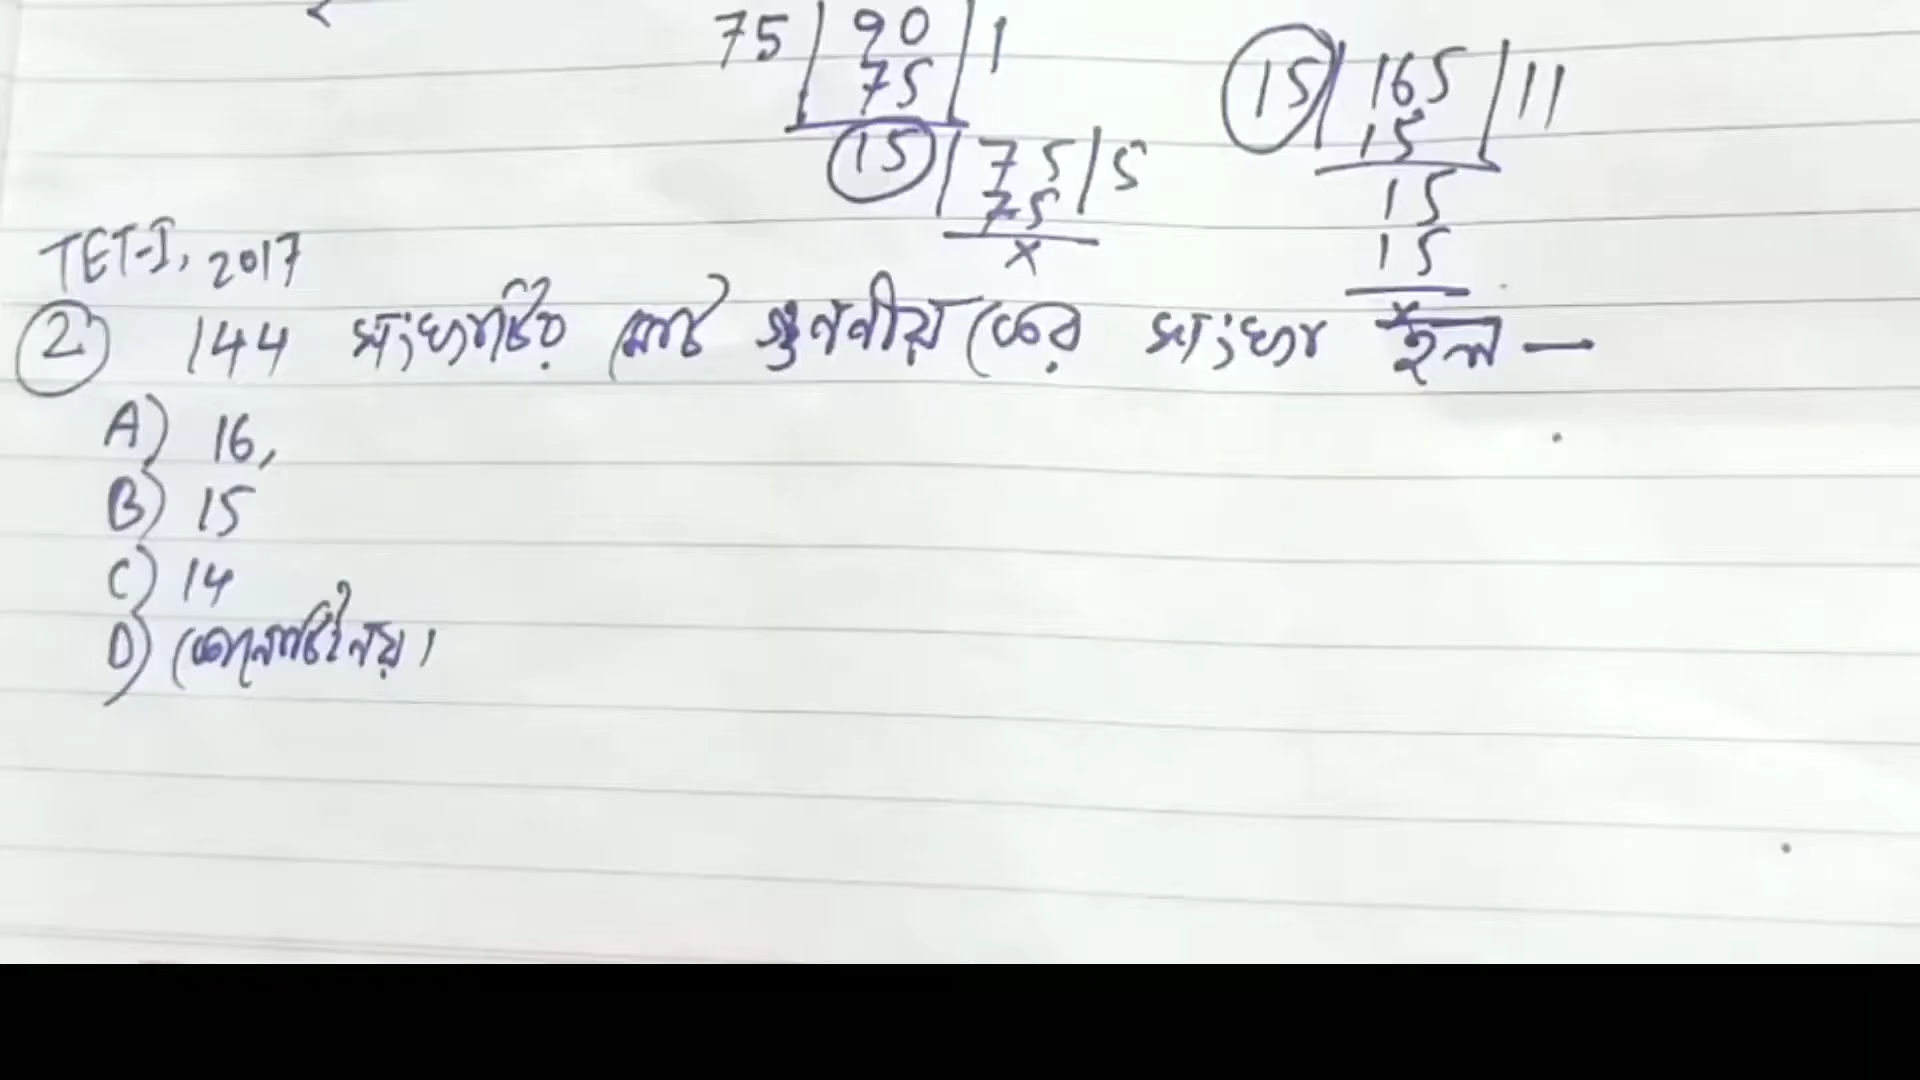 75 | 90 | 1
75
15 | 75 | 5
75
×
15 | 165 | 11
15
15
15
×
TET-I, 2017
2 144 সংখ্যাটির মোট গুণনীয়কের সংখ্যা হল —
A) 16,
B) 15
C) 14
D) কোনোটাই নয়।